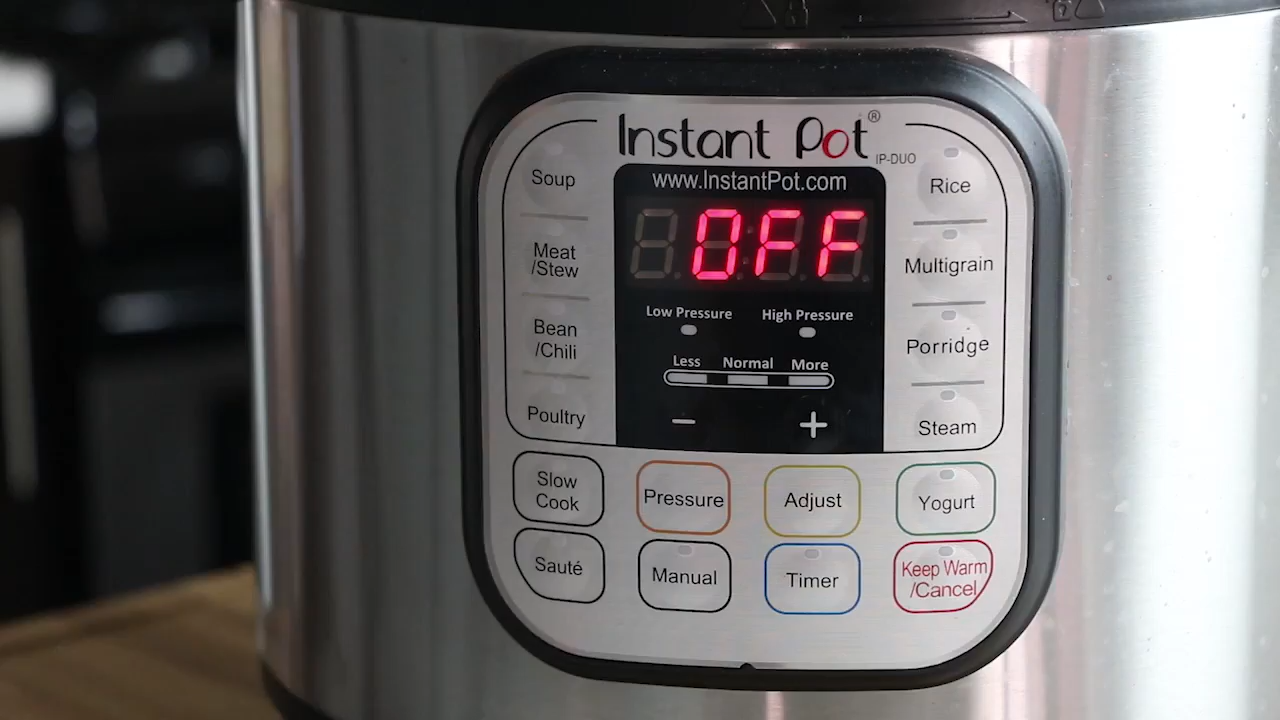 Instant Pot®
IP-DUO
www.InstantPot.com
OFF
Low Pressure
High Pressure
Less Normal More
− +
Soup
Meat
/Stew
Bean
/Chili
Poultry
Rice
Multigrain
Porridge
Steam
Slow
Cook
Pressure
Adjust
Yogurt
Sauté
Manual
Timer
Keep Warm
/Cancel